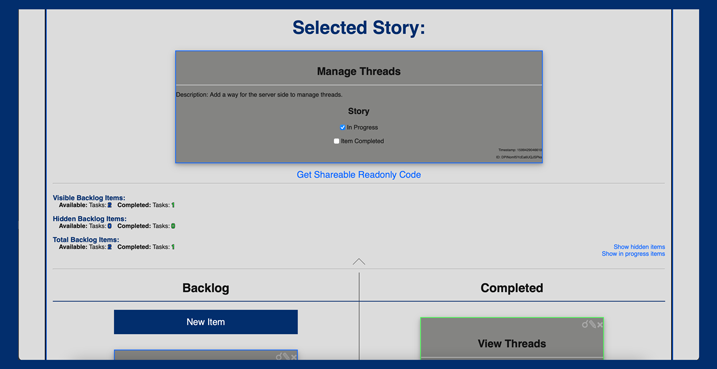 Selected Story:
Manage Threads
Description: Add a way for the server side to manage threads.
Story
In Progress
Item Completed
Timestamp:
ID:
Get Shareable Readonly Code
Visible Backlog Items:
Available: Tasks: 2 Completed: Tasks: 1
Hidden Backlog Items:
Available: Tasks: 0 Completed: Tasks: 0
Total Backlog Items:
Available: Tasks: 2 Completed: Tasks: 1
Show hidden items
Show in progress items
Backlog
Completed
New Item
View Threads